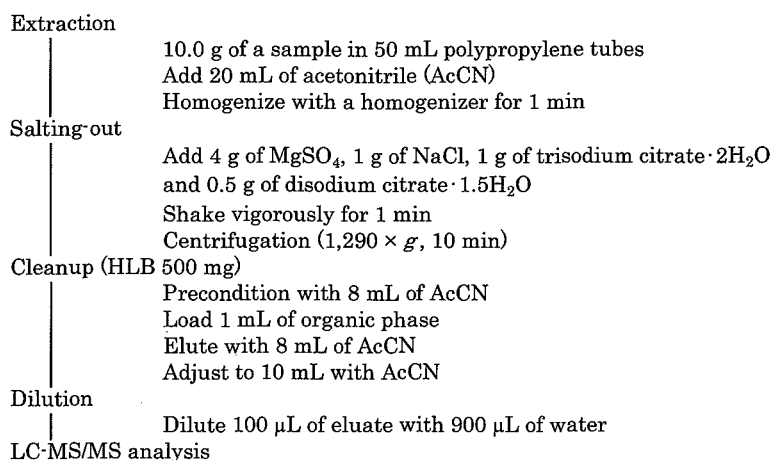 Extraction
10.0 g of a sample in 50 mL polypropylene tubes
Add 20 mL of acetonitrile (AcCN)
Homogenize with a homogenizer for 1 min
Salting-out
Add 4 g of MgSO₄, 1 g of NaCl, 1 g of trisodium citrate·2H₂O
and 0.5 g of disodium citrate·1.5H₂O
Shake vigorously for 1 min
Centrifugation (1,290 × g, 10 min)
Cleanup (HLB 500 mg)
Precondition with 8 mL of AcCN
Load 1 mL of organic phase
Elute with 8 mL of AcCN
Adjust to 10 mL with AcCN
Dilution
Dilute 100 μL of eluate with 900 μL of water
LC-MS/MS analysis